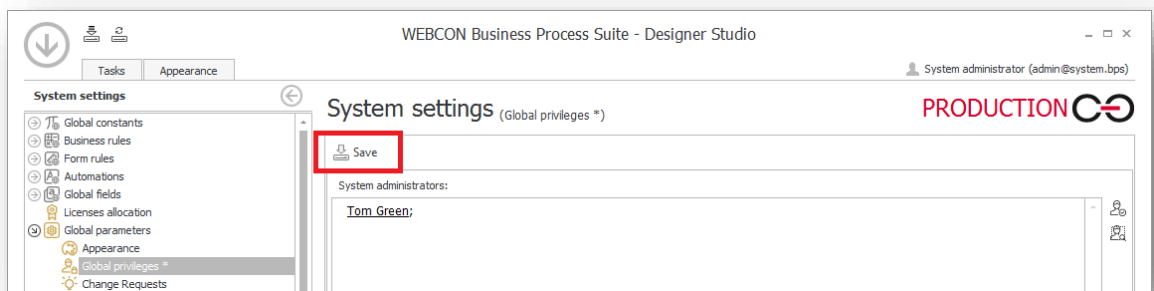 WEBCON Business Process Suite - Designer Studio
Tasks Appearance
System administrator (admin@system.bps)
System settings
System settings (Global privileges *)
PRODUCTION
Global constants
Business rules
Form rules
Automations
Global fields
Licenses allocation
Global parameters
Appearance
Global privileges *
Change Requests
Save
System administrators:
Tom Green;